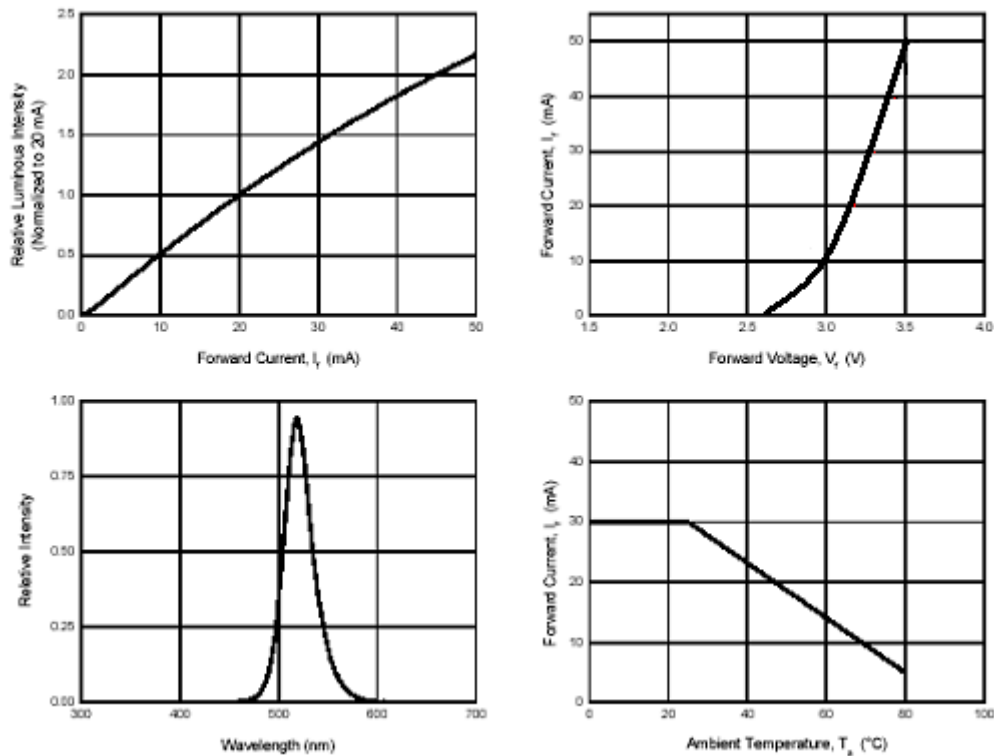 Relative Luminous Intensity
(Normalized to 20 mA)
2.5
2.0
1.5
1.0
0.5
0.0
0 10 20 30 40 50
Forward Current, If (mA)
Forward Current, If (mA)
50
40
30
20
10
0
1.5 2.0 2.5 3.0 3.5 4.0
Forward Voltage, Vf (V)
Relative Intensity
1.00
0.75
0.50
0.25
0.00
300 400 500 600 700
Wavelength (nm)
Forward Current, If (mA)
50
40
30
20
10
0
0 20 40 60 80 100
Ambient Temperature, Ta (°C)